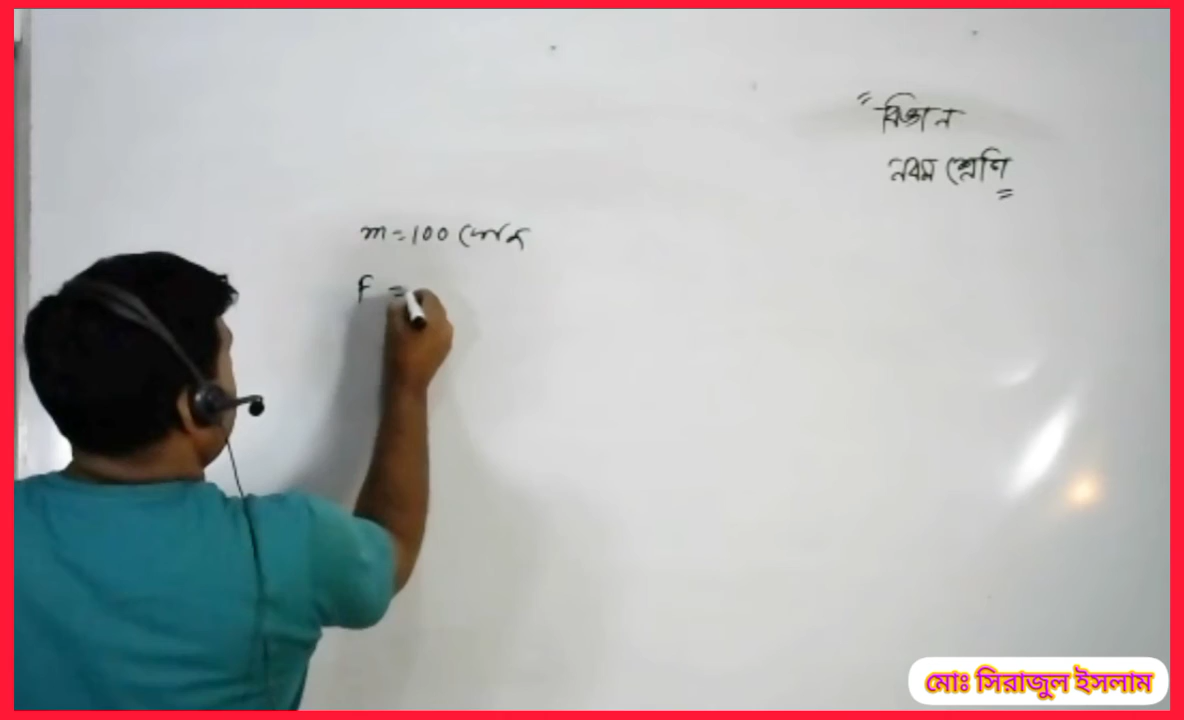 "বিজ্ঞান
নবম শ্রেণি"
m = 100
F =
মোঃ সিরাজুল ইসলাম